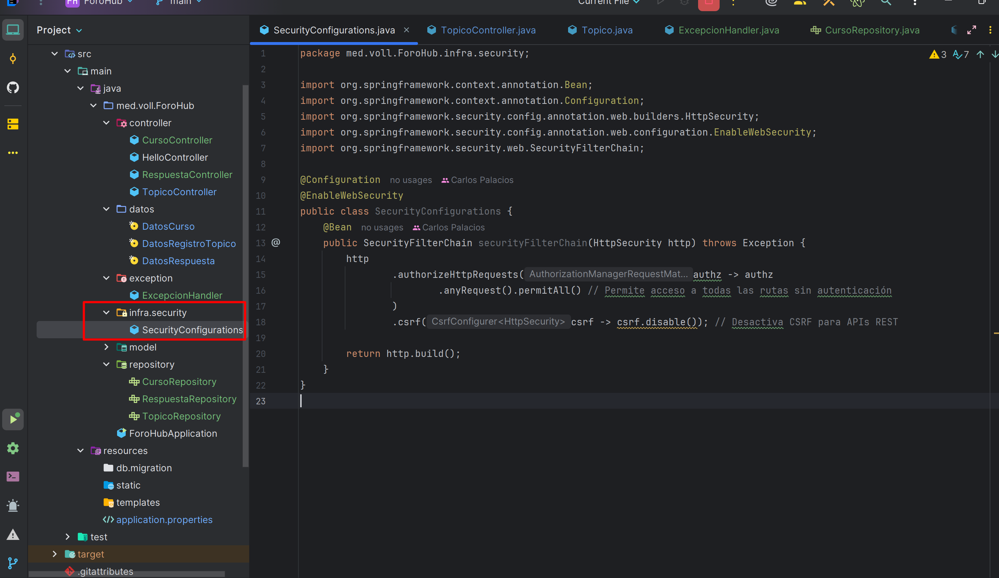 FH ForoHub main Current File
Project
SecurityConfigurations.java TopicoController.java Topico.java ExcepcionHandler.java CursoRepository.java
src
main
java
med.voll.ForoHub
controller
CursoController
HelloController
RespuestaController
TopicoController
datos
DatosCurso
DatosRegistroTopico
DatosRespuesta
exception
ExcepcionHandler
infra.security
SecurityConfigurations
model
repository
CursoRepository
RespuestaRepository
TopicoRepository
ForoHubApplication
resources
db.migration
static
templates
application.properties
test
target
.gitattributes
3 7
1 package med.voll.ForoHub.infra.security;
2
3 import org.springframework.context.annotation.Bean;
4 import org.springframework.context.annotation.Configuration;
5 import org.springframework.security.config.annotation.web.builders.HttpSecurity;
6 import org.springframework.security.config.annotation.web.configuration.EnableWebSecurity;
7 import org.springframework.security.web.SecurityFilterChain;
8
9 @Configuration no usages Carlos Palacios
10 @EnableWebSecurity
11 public class SecurityConfigurations {
12 @Bean no usages Carlos Palacios
13 @ public SecurityFilterChain securityFilterChain(HttpSecurity http) throws Exception {
14 http
15 .authorizeHttpRequests( AuthorizationManagerRequestMat... authz -> authz
16 .anyRequest().permitAll() // Permite acceso a todas las rutas sin autenticación
17 )
18 .csrf( CsrfConfigurer<HttpSecurity> csrf -> csrf.disable()); // Desactiva CSRF para APIs REST
19
20 return http.build();
21 }
22 }
23